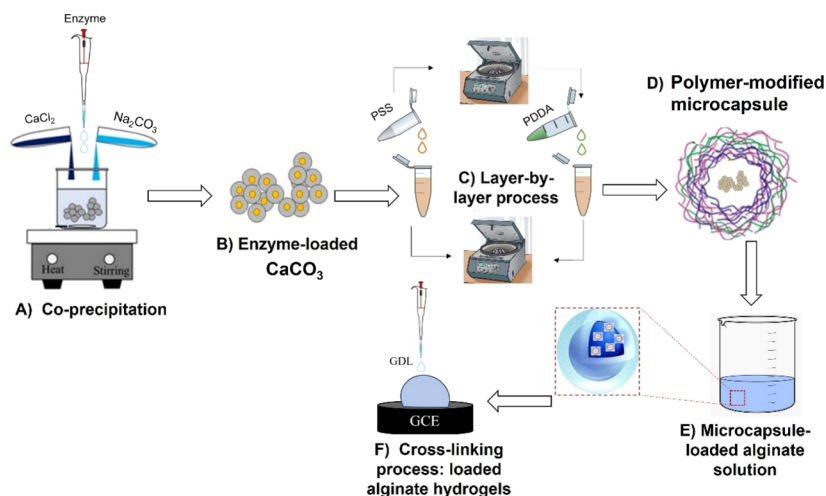 Enzyme
CaCl2
Na2CO3
Heat
Stirring
A) Co-precipitation
B) Enzyme-loaded
CaCO3
PSS
PDDA
C) Layer-by-
layer process
D) Polymer-modified
microcapsule
E) Microcapsule-
loaded alginate
solution
GDL
GCE
F) Cross-linking
process: loaded
alginate hydrogels